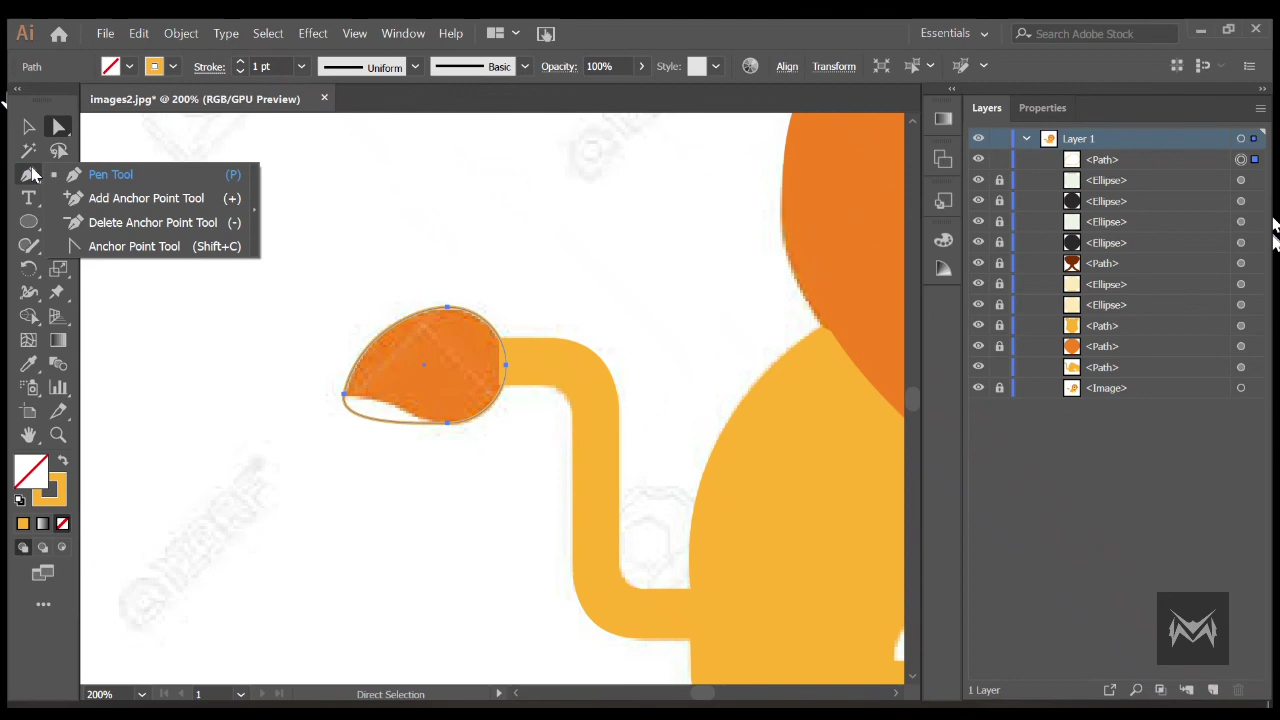 Ai
File Edit Object Type Select Effect View Window Help
Essentials
Search Adobe Stock
Path
Stroke:
1 pt
Uniform
Basic
Opacity:
100%
Style:
Align
Transform
images2.jpg* @ 200% (RGB/GPU Preview)
Pen Tool (P)
Add Anchor Point Tool (+)
Delete Anchor Point Tool (-)
Anchor Point Tool (Shift+C)
T
Layers
Properties
Layer 1
<Path>
<Ellipse>
<Ellipse>
<Ellipse>
<Ellipse>
<Path>
<Ellipse>
<Ellipse>
<Path>
<Path>
<Path>
<Image>
200%
1
Direct Selection
1 Layer